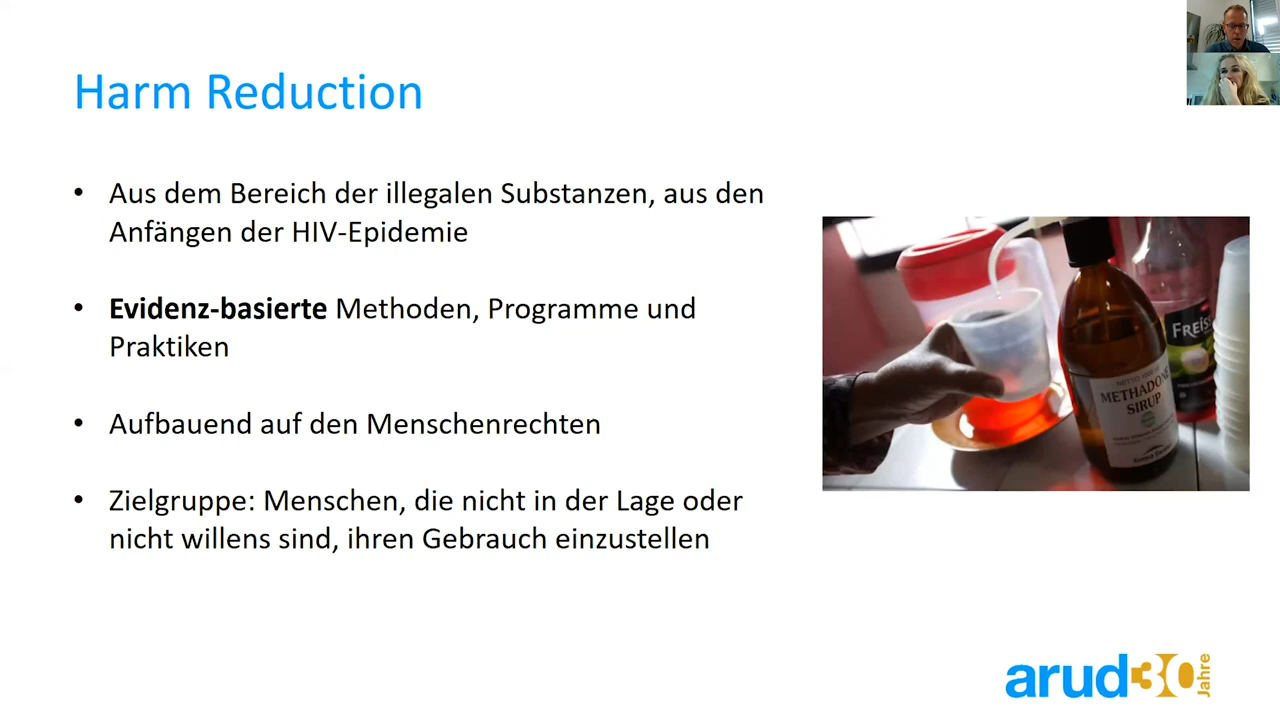 Harm Reduction
• Aus dem Bereich der illegalen Substanzen, aus den
Anfängen der HIV-Epidemie
• Evidenz-basierte Methoden, Programme und
Praktiken
• Aufbauend auf den Menschenrechten
• Zielgruppe: Menschen, die nicht in der Lage oder
nicht willens sind, ihren Gebrauch einzustellen
METHADONE
SIRUP
arud 30 Jahre